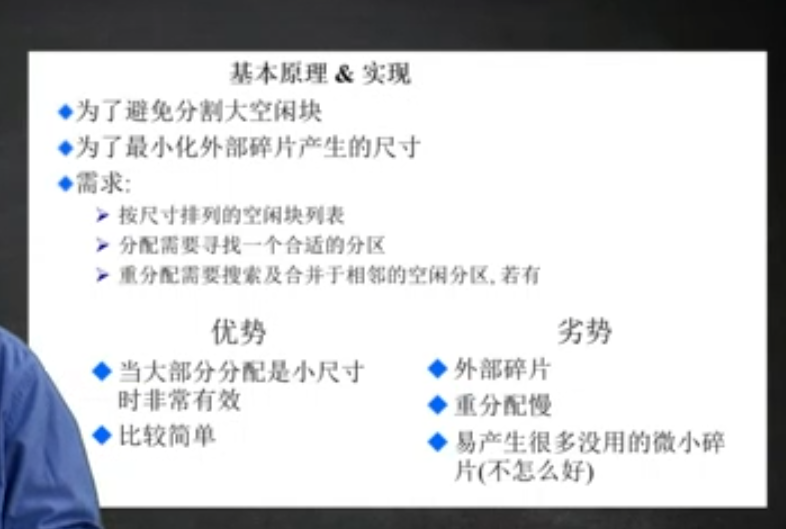 基本原理 & 实现
为了避免分割大空闲块
为了最小化外部碎片产生的尺寸
需求:
按尺寸排列的空闲块列表
分配需要寻找一个合适的分区
重分配需要搜索及合并于相邻的空闲分区, 若有
优势
当大部分分配是小尺寸
时非常有效
比较简单
劣势
外部碎片
重分配慢
易产生很多没用的微小碎
片(不怎么好)